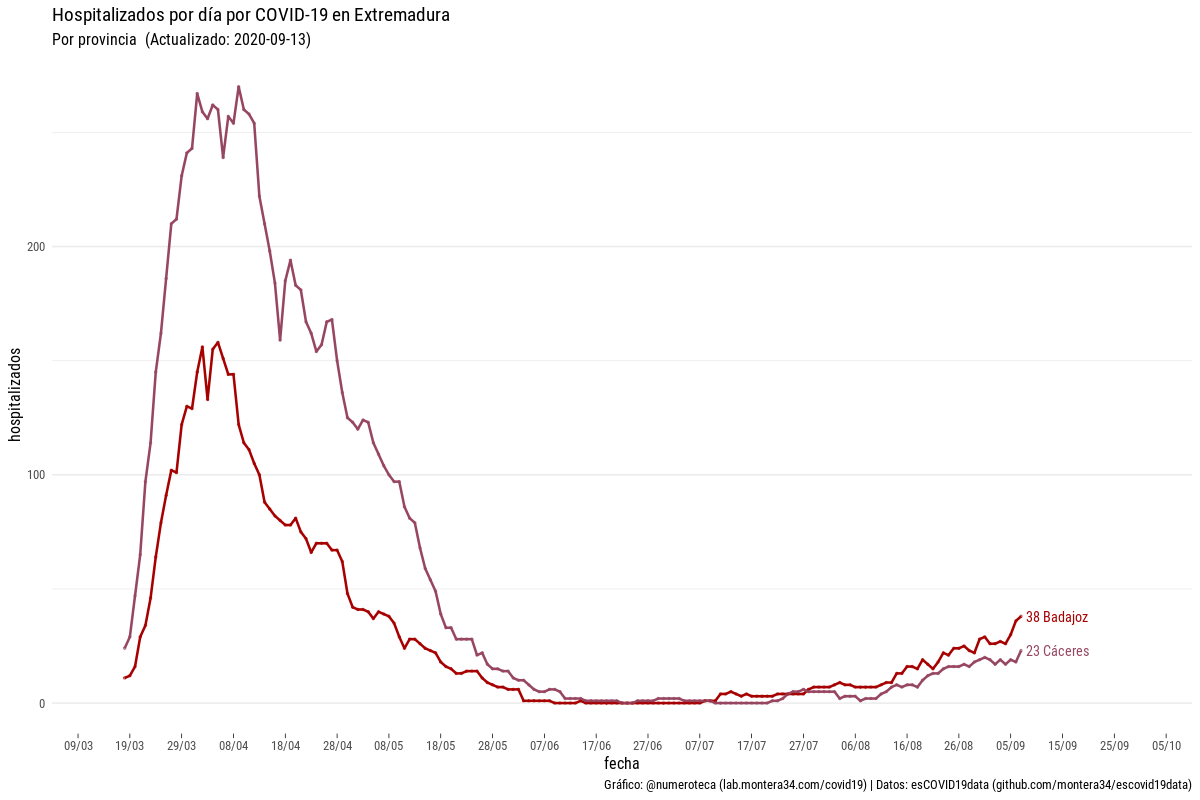 Hospitalizados por día por COVID-19 en Extremadura
Por provincia (Actualizado: 2020-09-13)
hospitalizados
200
100
0
38 Badajoz
23 Cáceres
09/03 19/03 29/03 08/04 18/04 28/04 08/05 18/05 28/05 07/06 17/06 27/06 07/07 17/07 27/07 06/08 16/08 26/08 05/09 15/09 25/09 05/10
fecha
Gráfico: @numeroteca (lab.montera34.com/covid19) | Datos: esCOVID19data (github.com/montera34/escovid19data)